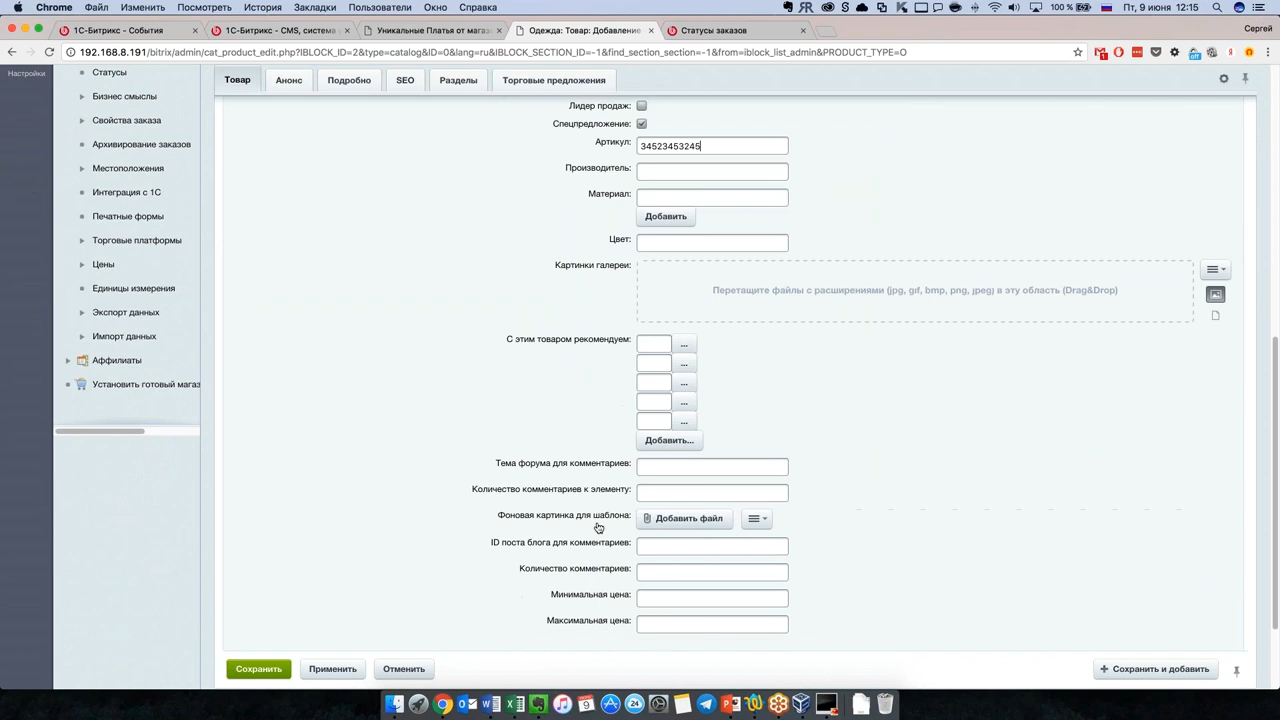 Chrome Файл Изменить Посмотреть История Закладки Пользователи Окно Справка 100 % Пт, 9 июн. 12:15
1С-Битрикс - События 1С-Битрикс - CMS, система Уникальные Платья от магаз Одежда: Товар: Добавление Статусы заказов Сергей
192.168.8.191/bitrix/admin/cat_product_edit.php?IBLOCK_ID=2&type=catalog&ID=0&lang=ru&IBLOCK_SECTION_ID=-1&find_section_section=-1&from=iblock_list_admin&PRODUCT_TYPE=O
Настройки
Статусы
Бизнес смыслы
Свойства заказа
Архивирование заказов
Местоположения
Интеграция с 1С
Печатные формы
Торговые платформы
Цены
Единицы измерения
Экспорт данных
Импорт данных
Аффилиаты
Установить готовый мага
Товар Анонс Подробно SEO Разделы Торговые предложения
Лидер продаж:
Спецпредложение:
Артикул: 34523453245
Производитель:
Материал:
Добавить
Цвет:
Картинки галереи: Перетащите файлы с расширениями (jpg, gif, bmp, png, jpeg) в эту область (Drag&Drop)
С этим товаром рекомендуем: ...
...
...
...
...
Добавить...
Тема форума для комментариев:
Количество комментариев к элементу:
Фоновая картинка для шаблона: Добавить файл
ID поста блога для комментариев:
Количество комментариев:
Минимальная цена:
Максимальная цена:
Сохранить Применить Отменить + Сохранить и добавить